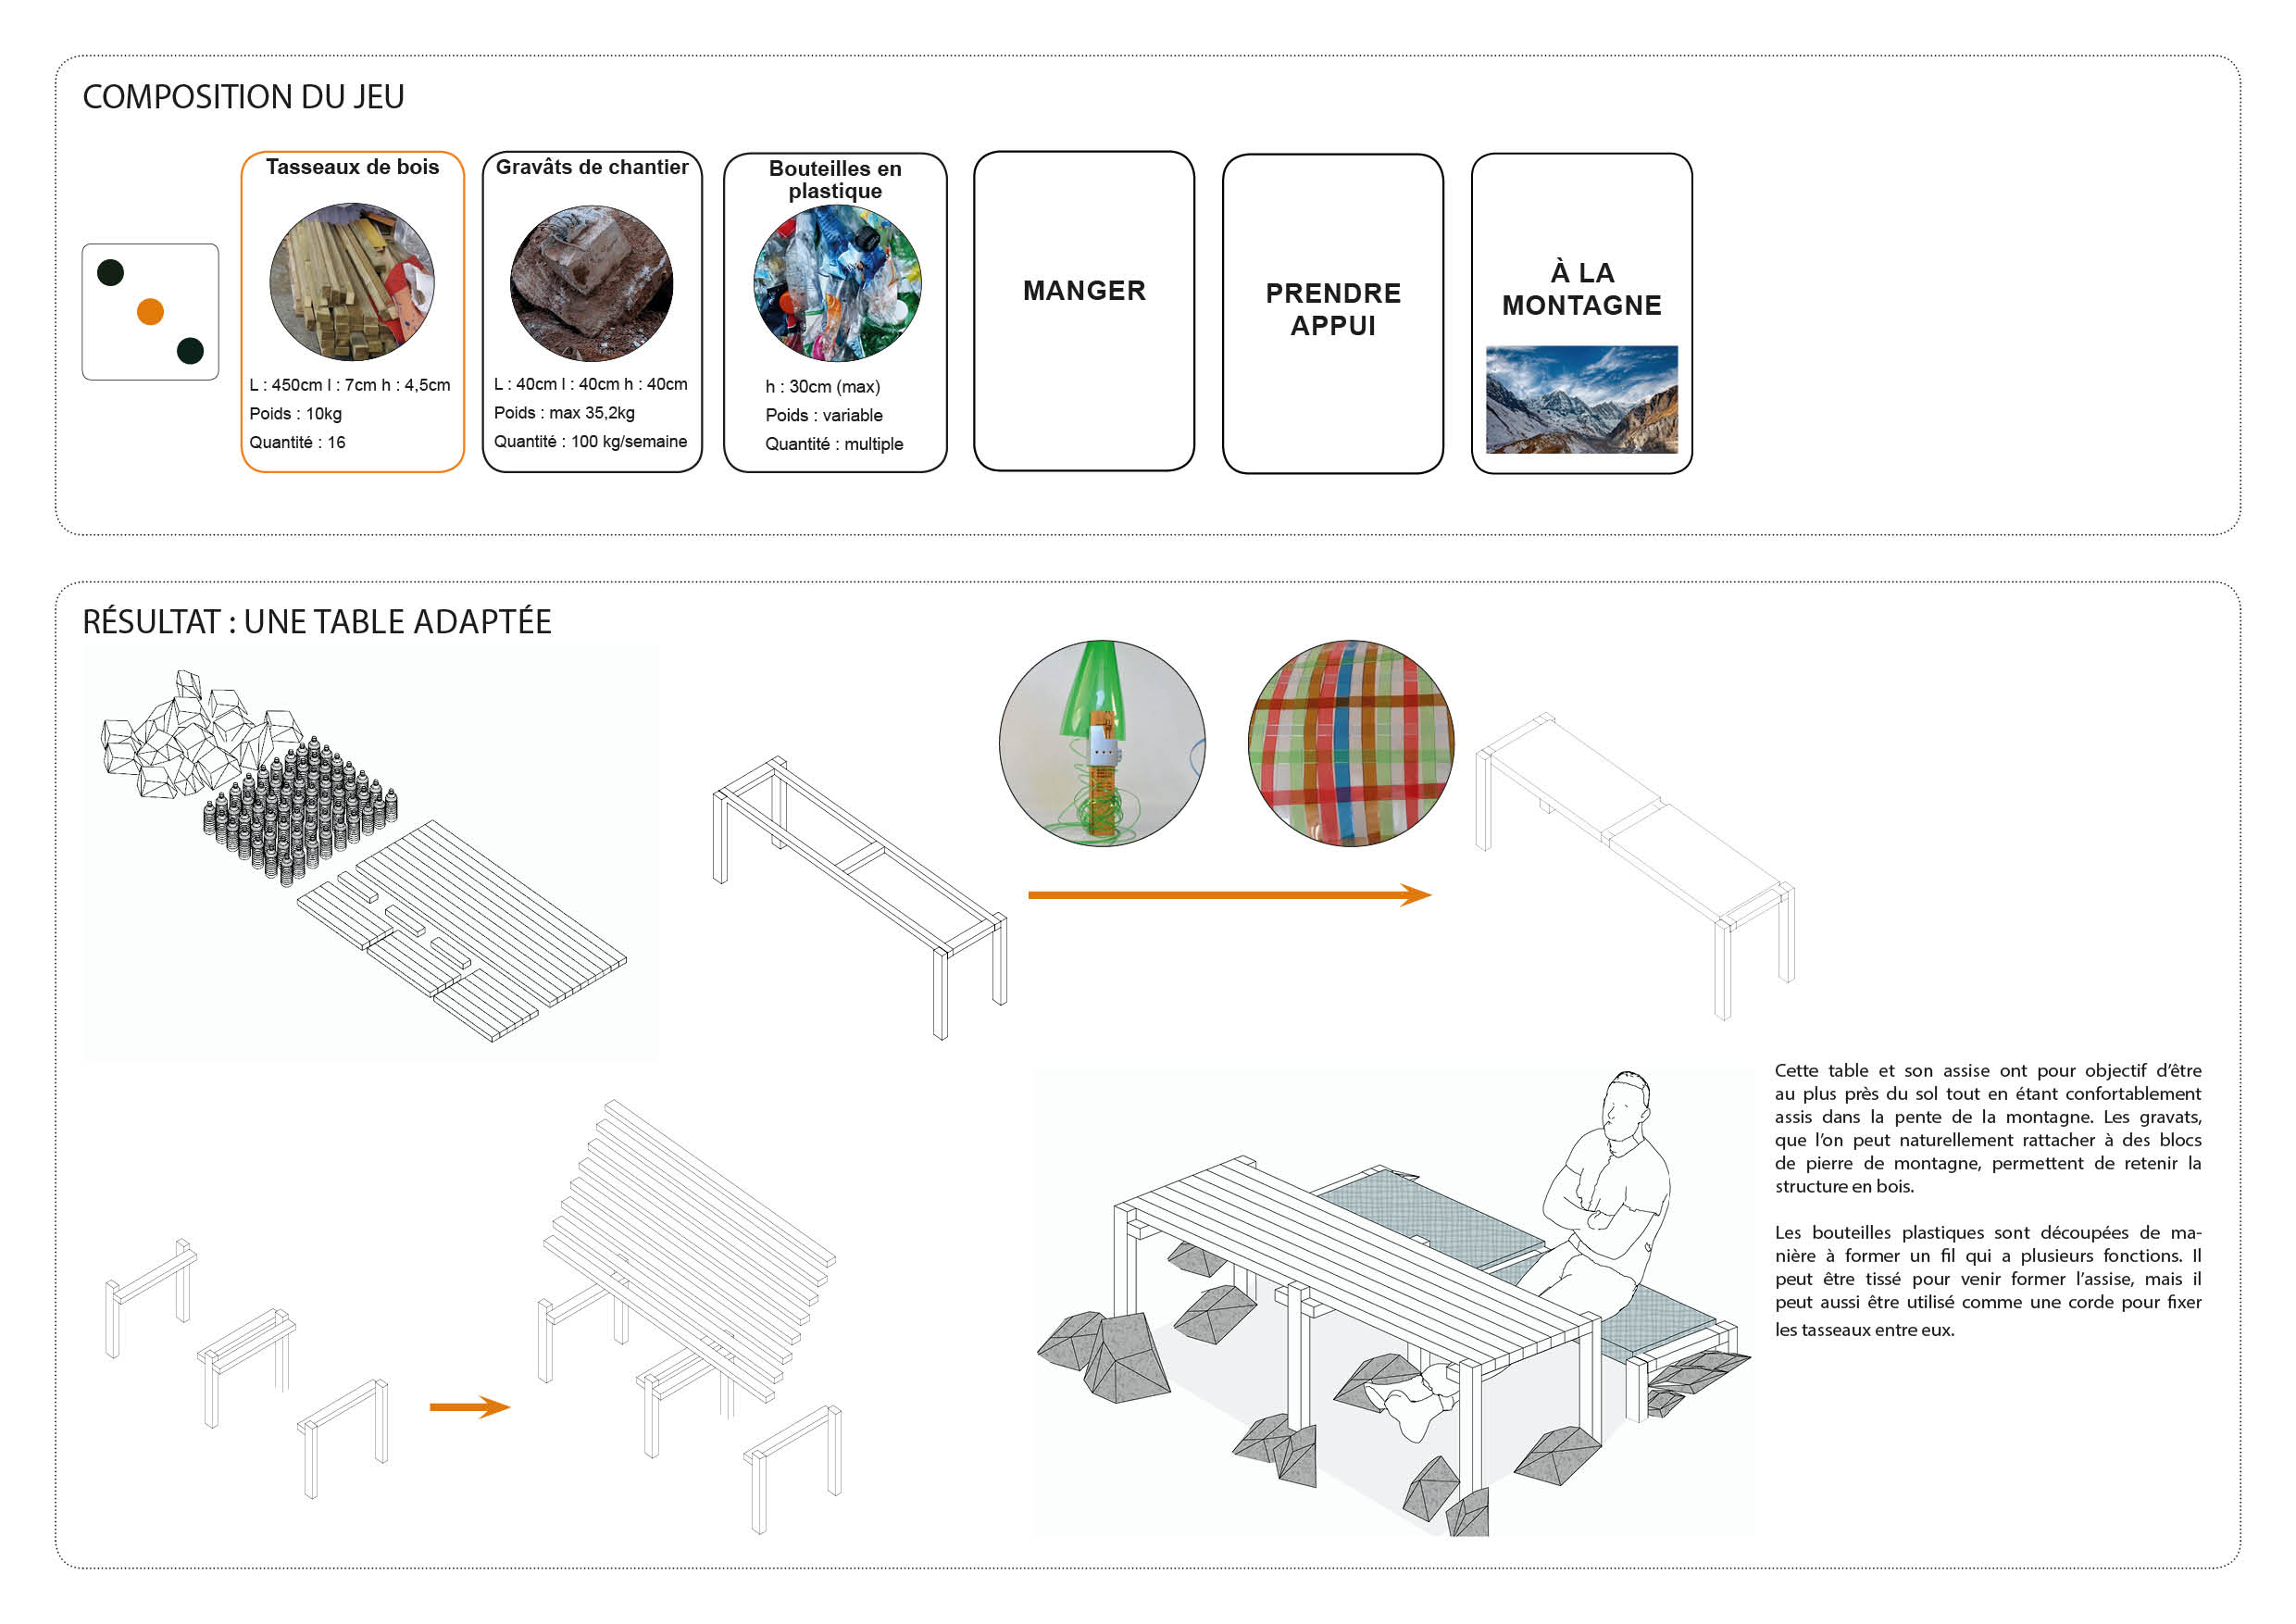 COMPOSITION DU JEU
Tasseaux de bois
L : 450cm l : 7cm h : 4,5cm
Poids : 10kg
Quantité : 16
Gravâts de chantier
L : 40cm l : 40cm h : 40cm
Poids : max 35,2kg
Quantité : 100 kg/semaine
Bouteilles en
plastique
h : 30cm (max)
Poids : variable
Quantité : multiple
MANGER
PRENDRE
APPUI
À LA
MONTAGNE
RÉSULTAT : UNE TABLE ADAPTÉE
Cette table et son assise ont pour objectif d'être
au plus près du sol tout en étant confortablement
assis dans la pente de la montagne. Les gravats,
que l'on peut naturellement rattacher à des blocs
de pierre de montagne, permettent de retenir la
structure en bois.
Les bouteilles plastiques sont découpées de ma-
nière à former un fil qui a plusieurs fonctions. Il
peut être tissé pour venir former l'assise, mais il
peut aussi être utilisé comme une corde pour fixer
les tasseaux entre eux.